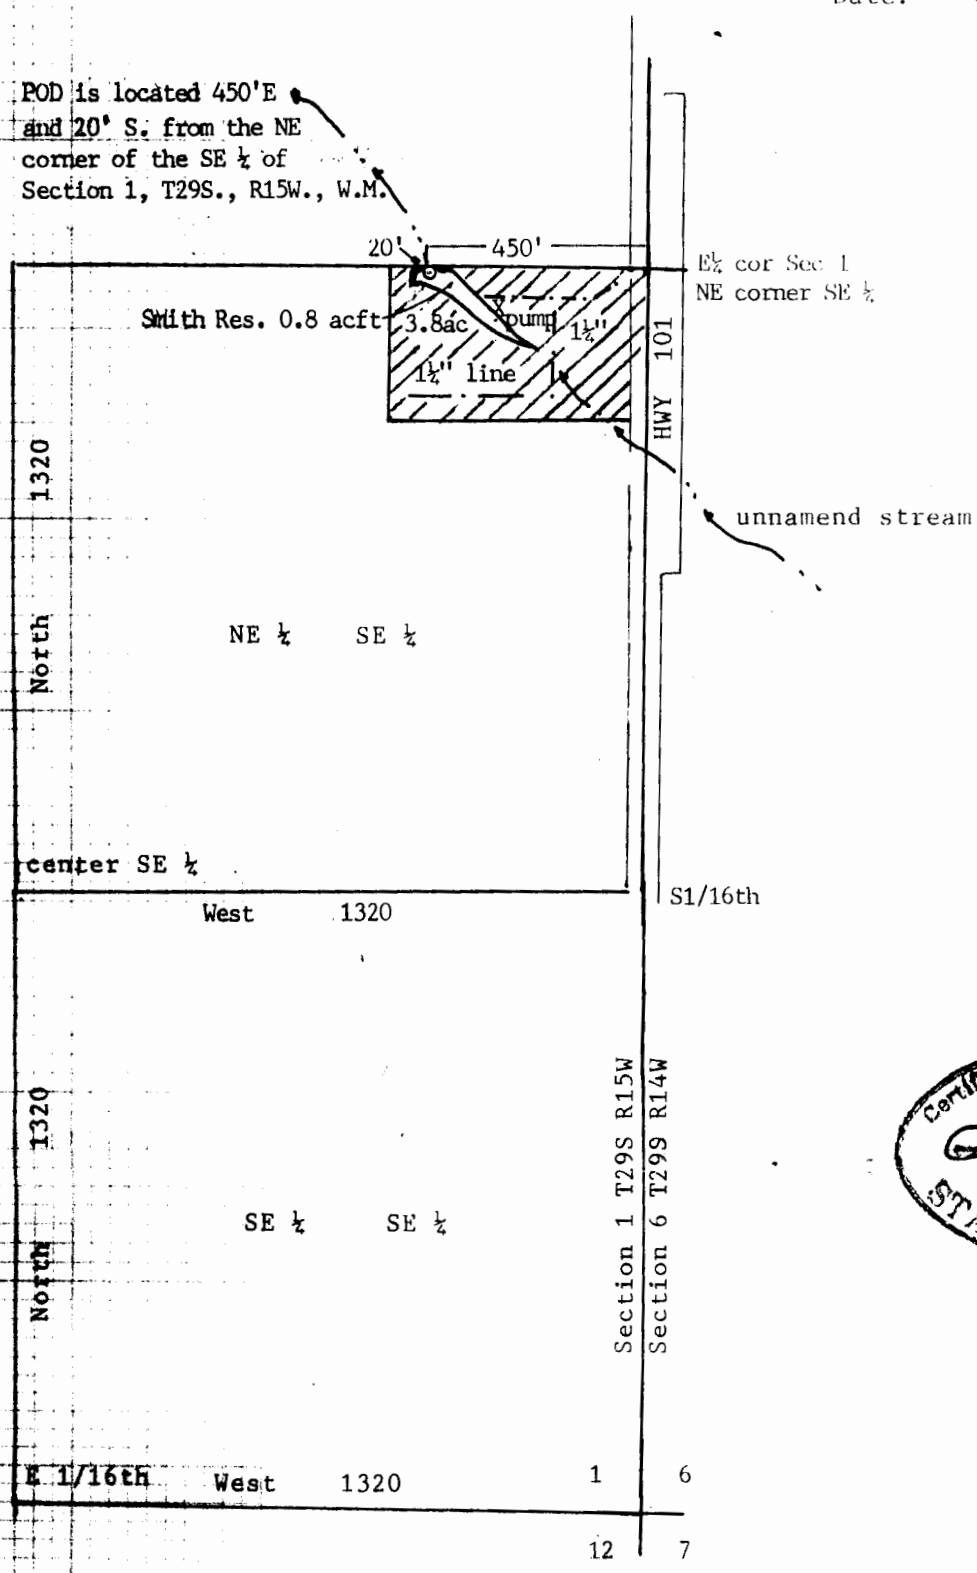 Date:
POD is located 450'E
and 20' S. from the NE
corner of the SE ¼ of
Section 1, T29S., R15W., W.M.
20'
450'
E¼ cor Sec 1
NE corner SE ¼
Smith Res. 0.8 acft
3.8ac
X
pump
1¼"
1¼" line
HWY 101
North 1320
unnamend stream
NE ¼ SE ¼
center SE ¼
West 1320
S1/16th
North 1320
Section 1 T29S R15W
Section 6 T29S R14W
SE ¼ SE ¼
E 1/16th West 1320
1 6
12 7